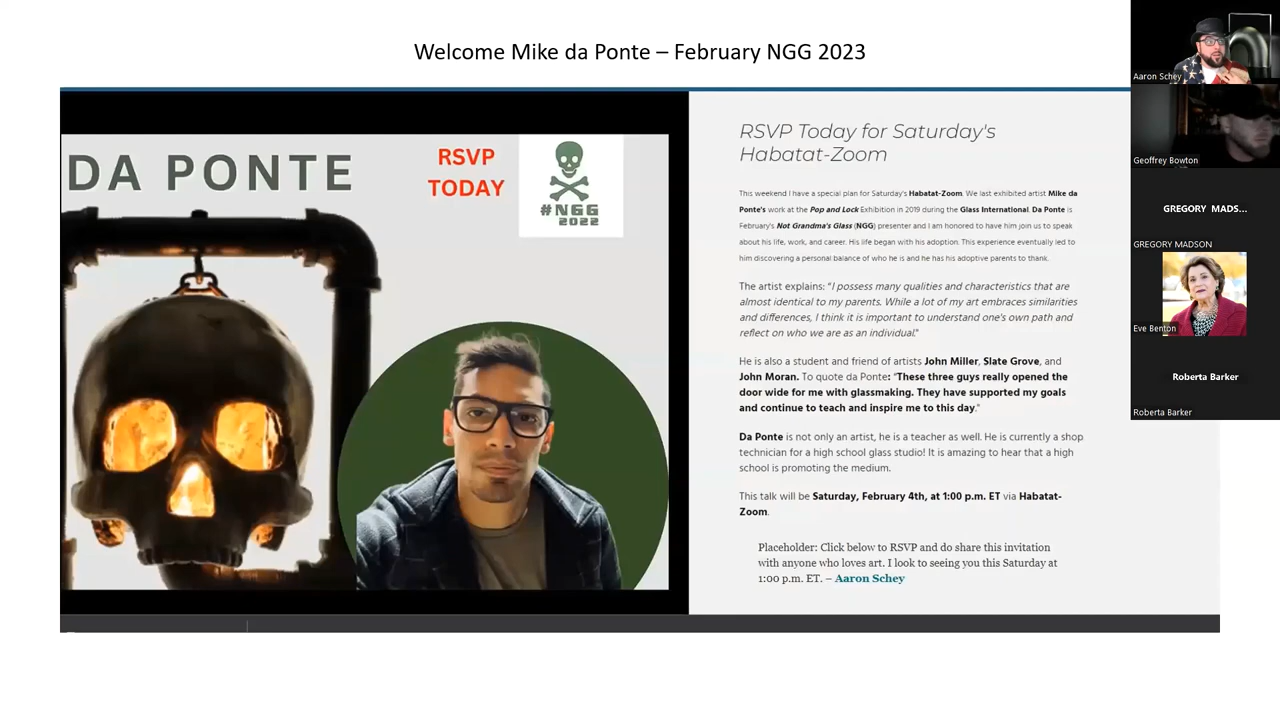 Welcome Mike da Ponte – February NGG 2023
DA PONTE
RSVP
TODAY
#NGG
2022
RSVP Today for Saturday's
Habatat-Zoom
This weekend I have a special plan for Saturday's Habatat-Zoom. We last exhibited artist Mike da
Ponte's work at the Pop and Lock Exhibition in 2019 during the Glass International. Da Ponte is
February's Not Grandma's Glass (NGG) presenter and I am honored to have him join us to speak
about his life, work, and career. His life began with his adoption. This experience eventually led to
him discovering a personal balance of who he is and he has his adoptive parents to thank.
The artist explains: "I possess many qualities and characteristics that are
almost identical to my parents. While a lot of my art embraces similarities
and differences, I think it is important to understand one's own path and
reflect on who we are as an individual."
He is also a student and friend of artists John Miller, Slate Grove, and
John Moran. To quote da Ponte: "These three guys really opened the
door wide for me with glassmaking. They have supported my goals
and continue to teach and inspire me to this day."
Da Ponte is not only an artist, he is a teacher as well. He is currently a shop
technician for a high school glass studio! It is amazing to hear that a high
school is promoting the medium.
This talk will be Saturday, February 4th, at 1:00 p.m. ET via Habatat-
Zoom.
Placeholder: Click below to RSVP and do share this invitation
with anyone who loves art. I look to seeing you this Saturday at
1:00 p.m. ET. – Aaron Schey
Aaron Schey
Geoffrey Bowton
GREGORY MADS...
GREGORY MADSON
Eve Benton
Roberta Barker
Roberta Barker